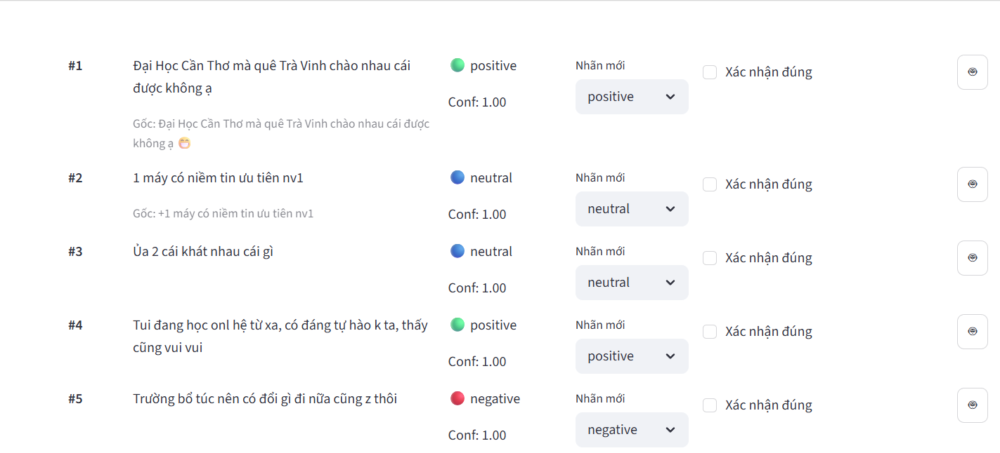 #1
Đại Học Cần Thơ mà quê Trà Vinh chào nhau cái
được không ạ
Gốc: Đại Học Cần Thơ mà quê Trà Vinh chào nhau cái được
không ạ 😁
positive
Conf: 1.00
Nhãn mới
positive
Xác nhận đúng
#2
1 máy có niềm tin ưu tiên nv1
Gốc: +1 máy có niềm tin ưu tiên nv1
neutral
Conf: 1.00
Nhãn mới
neutral
Xác nhận đúng
#3
Ủa 2 cái khát nhau cái gì
neutral
Conf: 1.00
Nhãn mới
neutral
Xác nhận đúng
#4
Tui đang học onl hệ từ xa, có đáng tự hào k ta, thấy
cũng vui vui
positive
Conf: 1.00
Nhãn mới
positive
Xác nhận đúng
#5
Trường bổ túc nên có đổi gì đi nữa cũng z thôi
negative
Conf: 1.00
Nhãn mới
negative
Xác nhận đúng